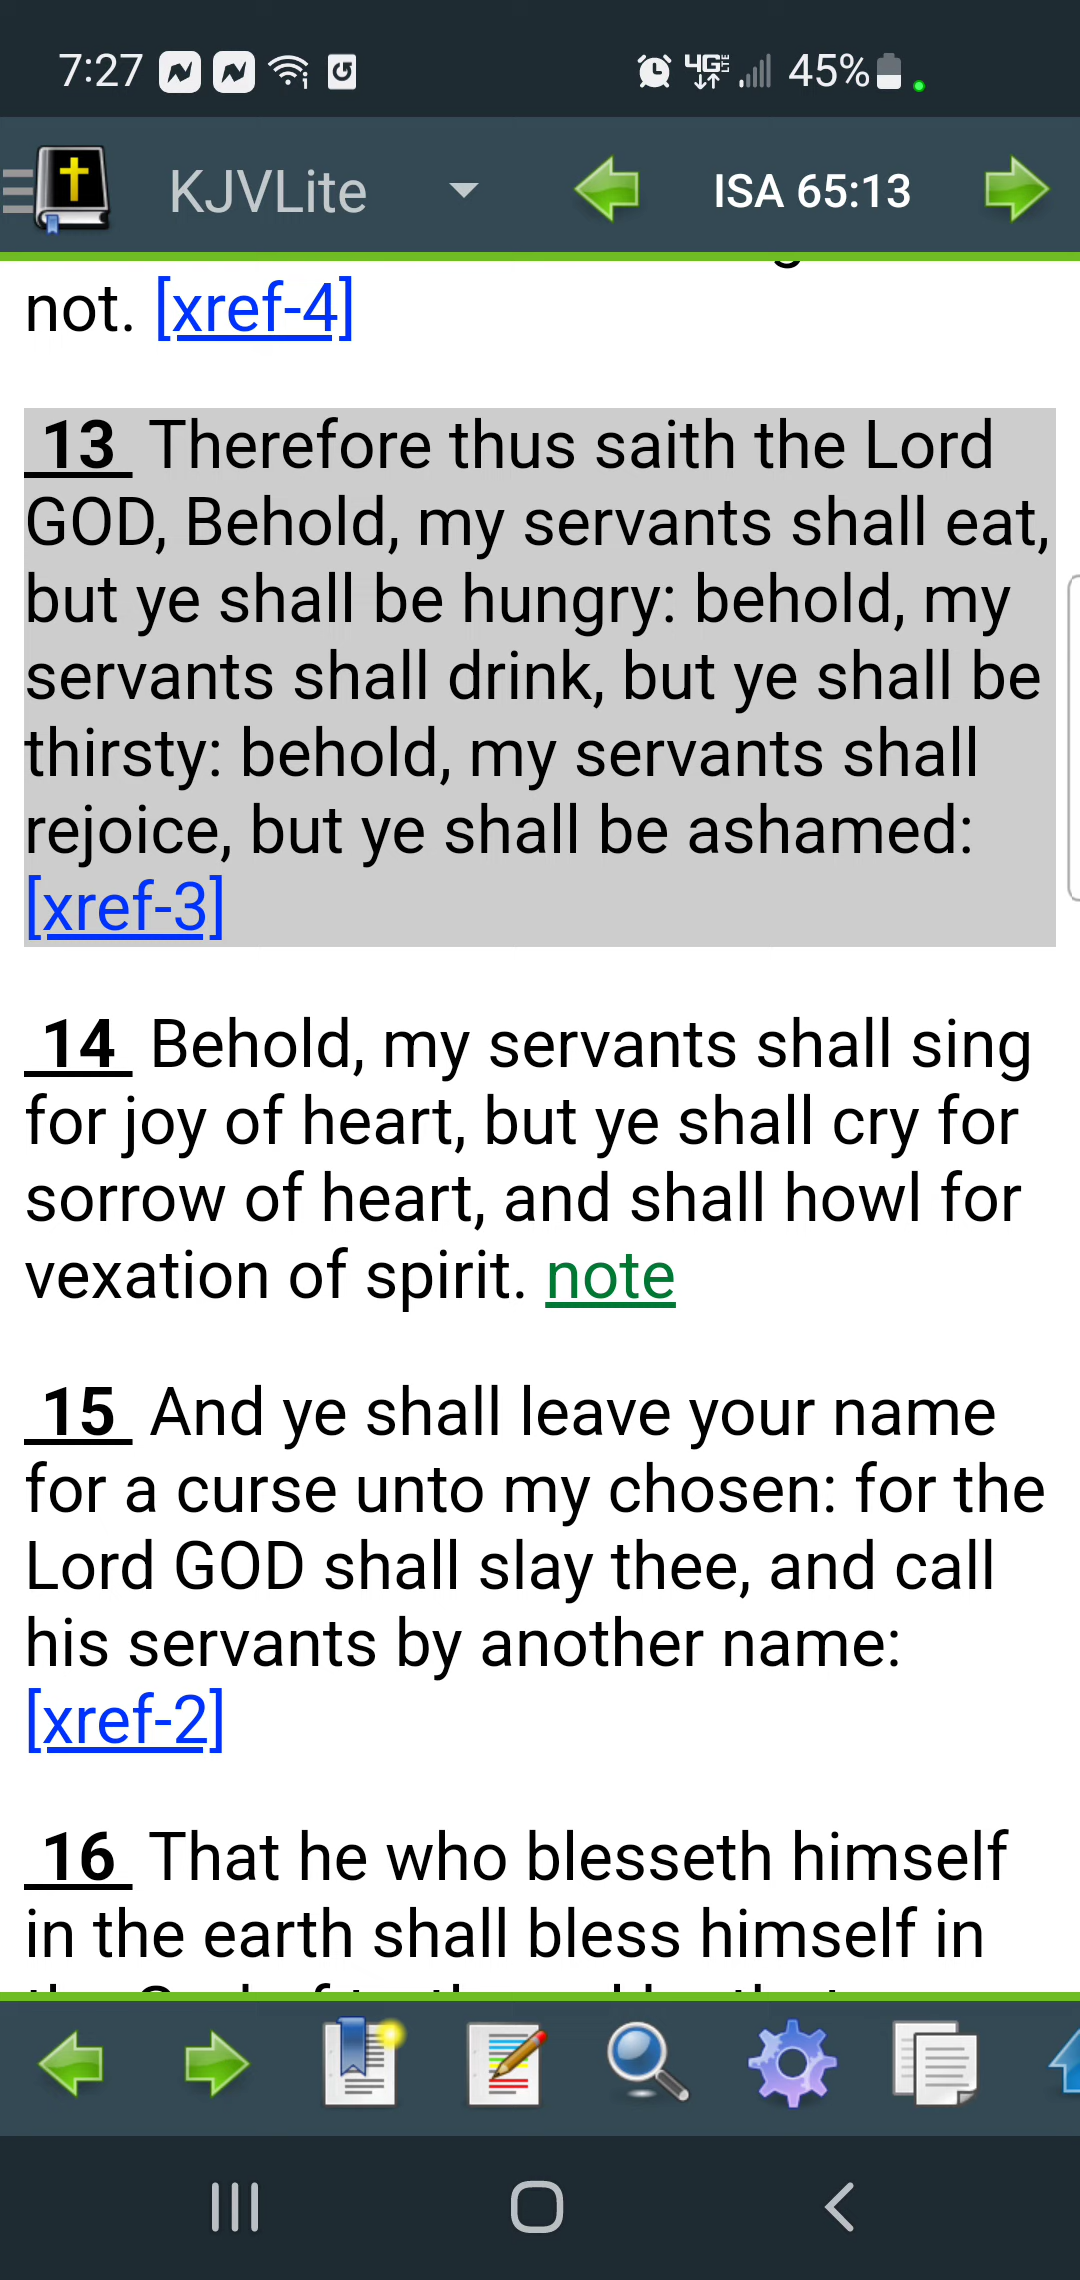 7:27 4G LTE 45%
KJVLite ISA 65:13
not. [xref-4]
13 Therefore thus saith the Lord
GOD, Behold, my servants shall eat,
but ye shall be hungry: behold, my
servants shall drink, but ye shall be
thirsty: behold, my servants shall
rejoice, but ye shall be ashamed:
[xref-3]
14 Behold, my servants shall sing
for joy of heart, but ye shall cry for
sorrow of heart, and shall howl for
vexation of spirit. note
15 And ye shall leave your name
for a curse unto my chosen: for the
Lord GOD shall slay thee, and call
his servants by another name:
[xref-2]
16 That he who blesseth himself
in the earth shall bless himself in